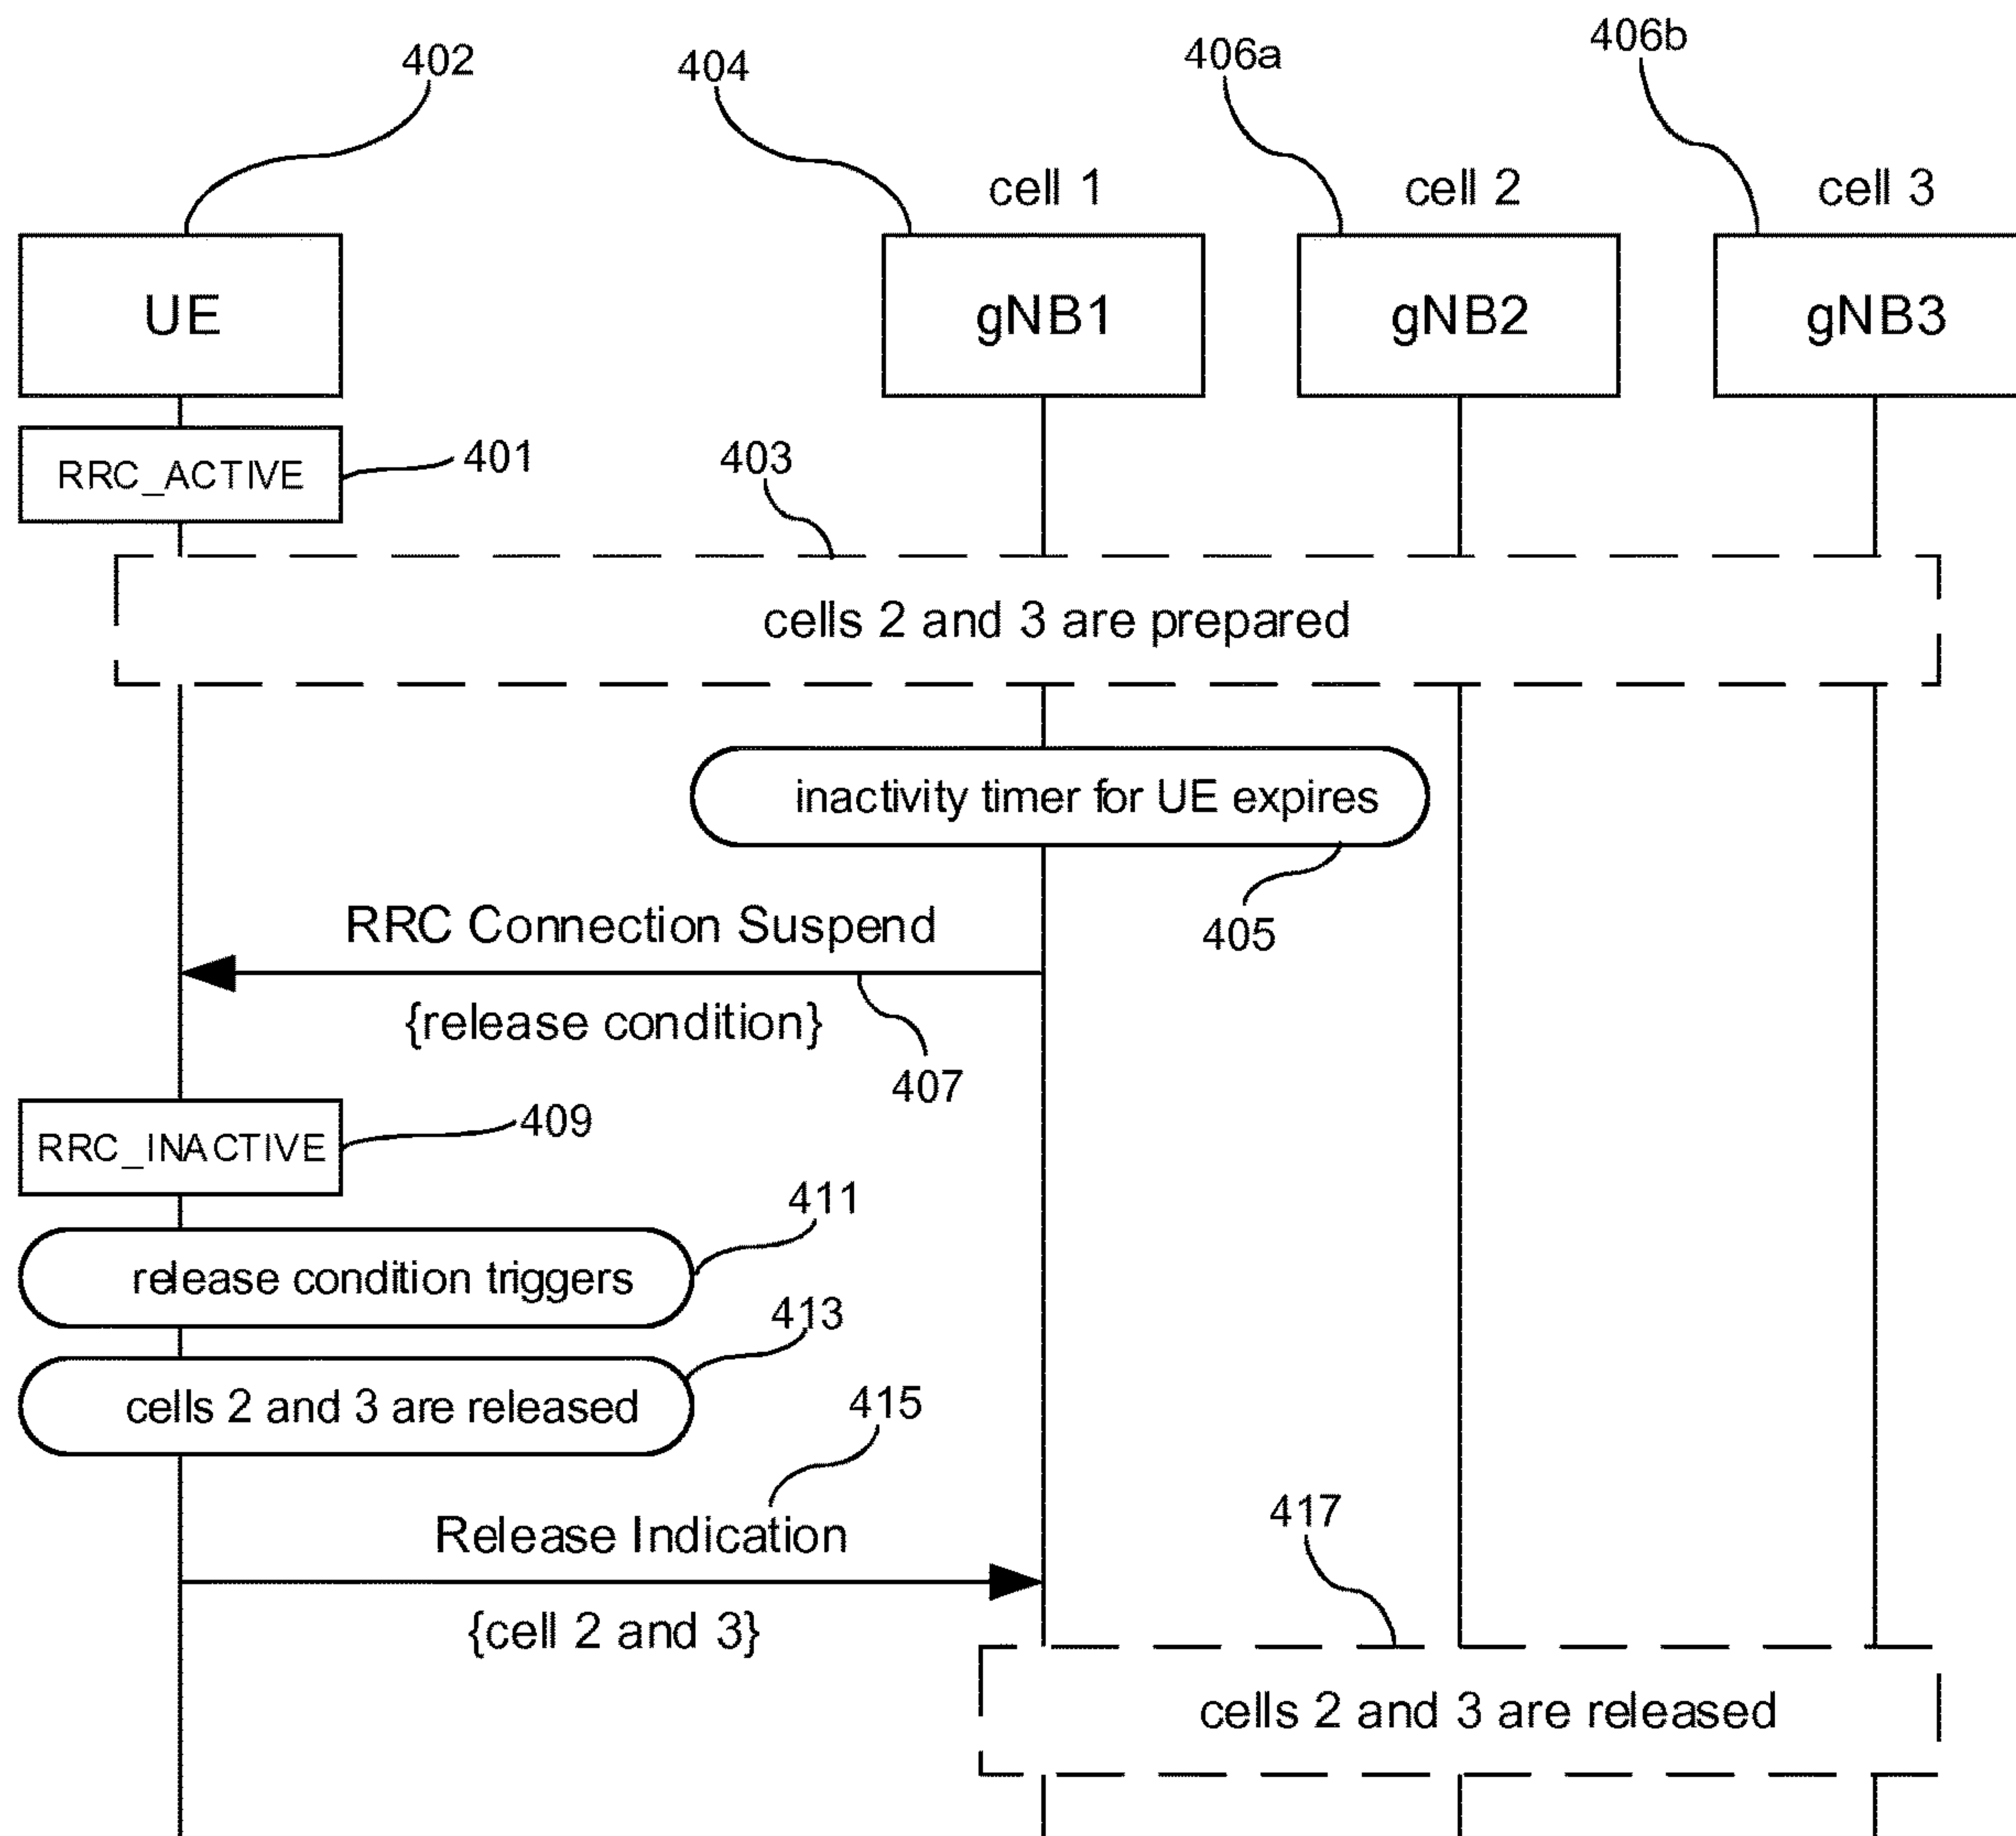 402
404
406a
406b
cell 1
cell 2
cell 3
UE
gNB1
gNB2
gNB3
RRC_ACTIVE
401
403
cells 2 and 3 are prepared
inactivity timer for UE expires
405
RRC Connection Suspend
{release condition}
407
RRC_INACTIVE
409
411
release condition triggers
413
cells 2 and 3 are released
415
Release Indication
{cell 2 and 3}
417
cells 2 and 3 are released